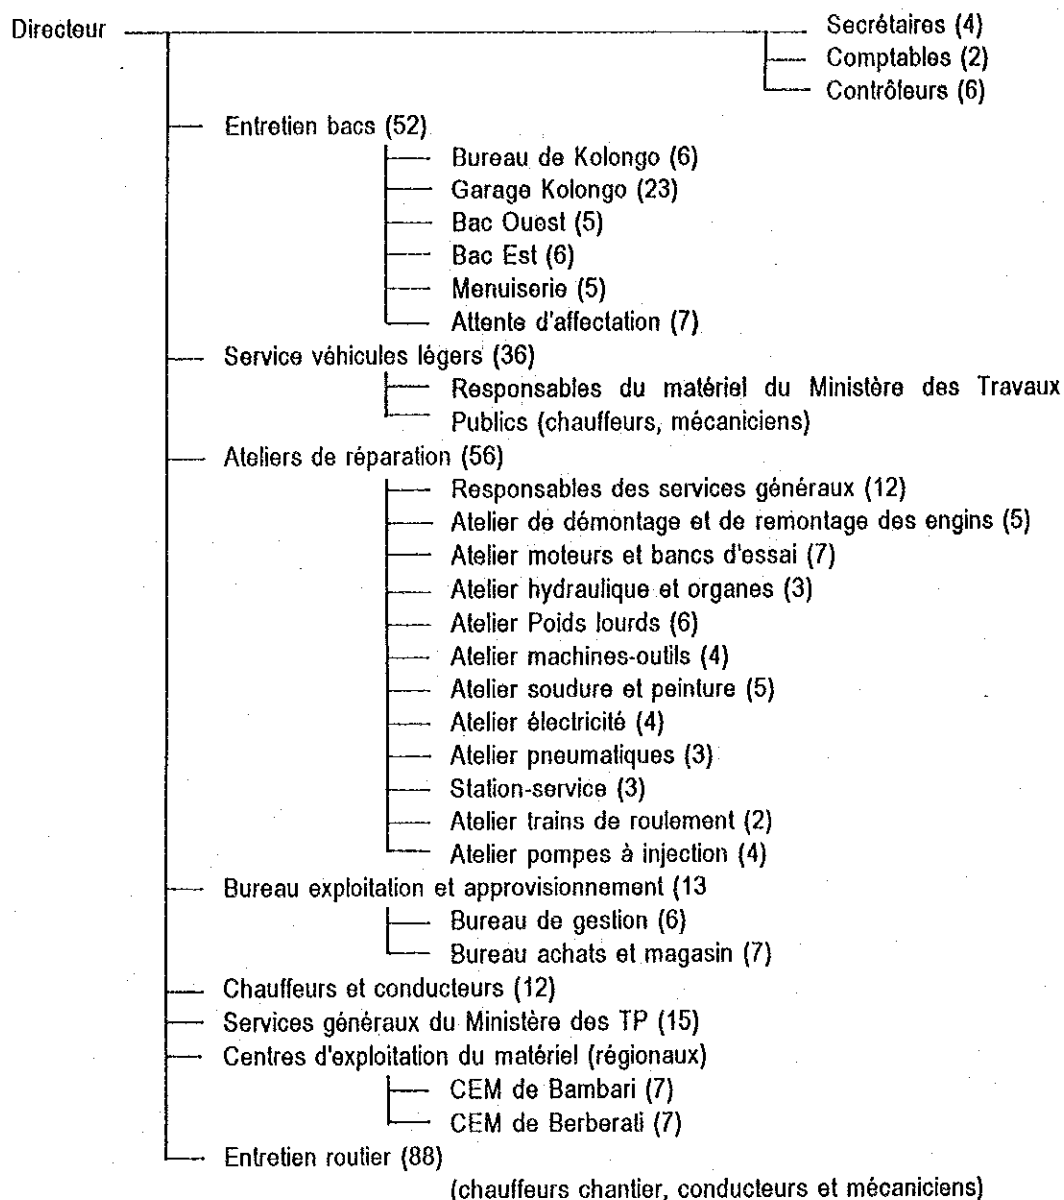 Directeur
Secrétaires (4)
Comptables (2)
Contrôleurs (6)
Entretien bacs (52)
Bureau de Kolongo (6)
Garage Kolongo (23)
Bac Ouest (5)
Bac Est (6)
Menuiserie (5)
Attente d'affectation (7)
Service véhicules légers (36)
Responsables du matériel du Ministère des Travaux
Publics (chauffeurs, mécaniciens)
Ateliers de réparation (56)
Responsables des services généraux (12)
Atelier de démontage et de remontage des engins (5)
Atelier moteurs et bancs d'essai (7)
Atelier hydraulique et organes (3)
Atelier Poids lourds (6)
Atelier machines-outils (4)
Atelier soudure et peinture (5)
Atelier électricité (4)
Atelier pneumatiques (3)
Station-service (3)
Atelier trains de roulement (2)
Atelier pompes à injection (4)
Bureau exploitation et approvisionnement (13
Bureau de gestion (6)
Bureau achats et magasin (7)
Chauffeurs et conducteurs (12)
Services généraux du Ministère des TP (15)
Centres d'exploitation du matériel (régionaux)
CEM de Bambari (7)
CEM de Berberati (7)
Entretien routier (88)
(chauffeurs chantier, conducteurs et mécaniciens)